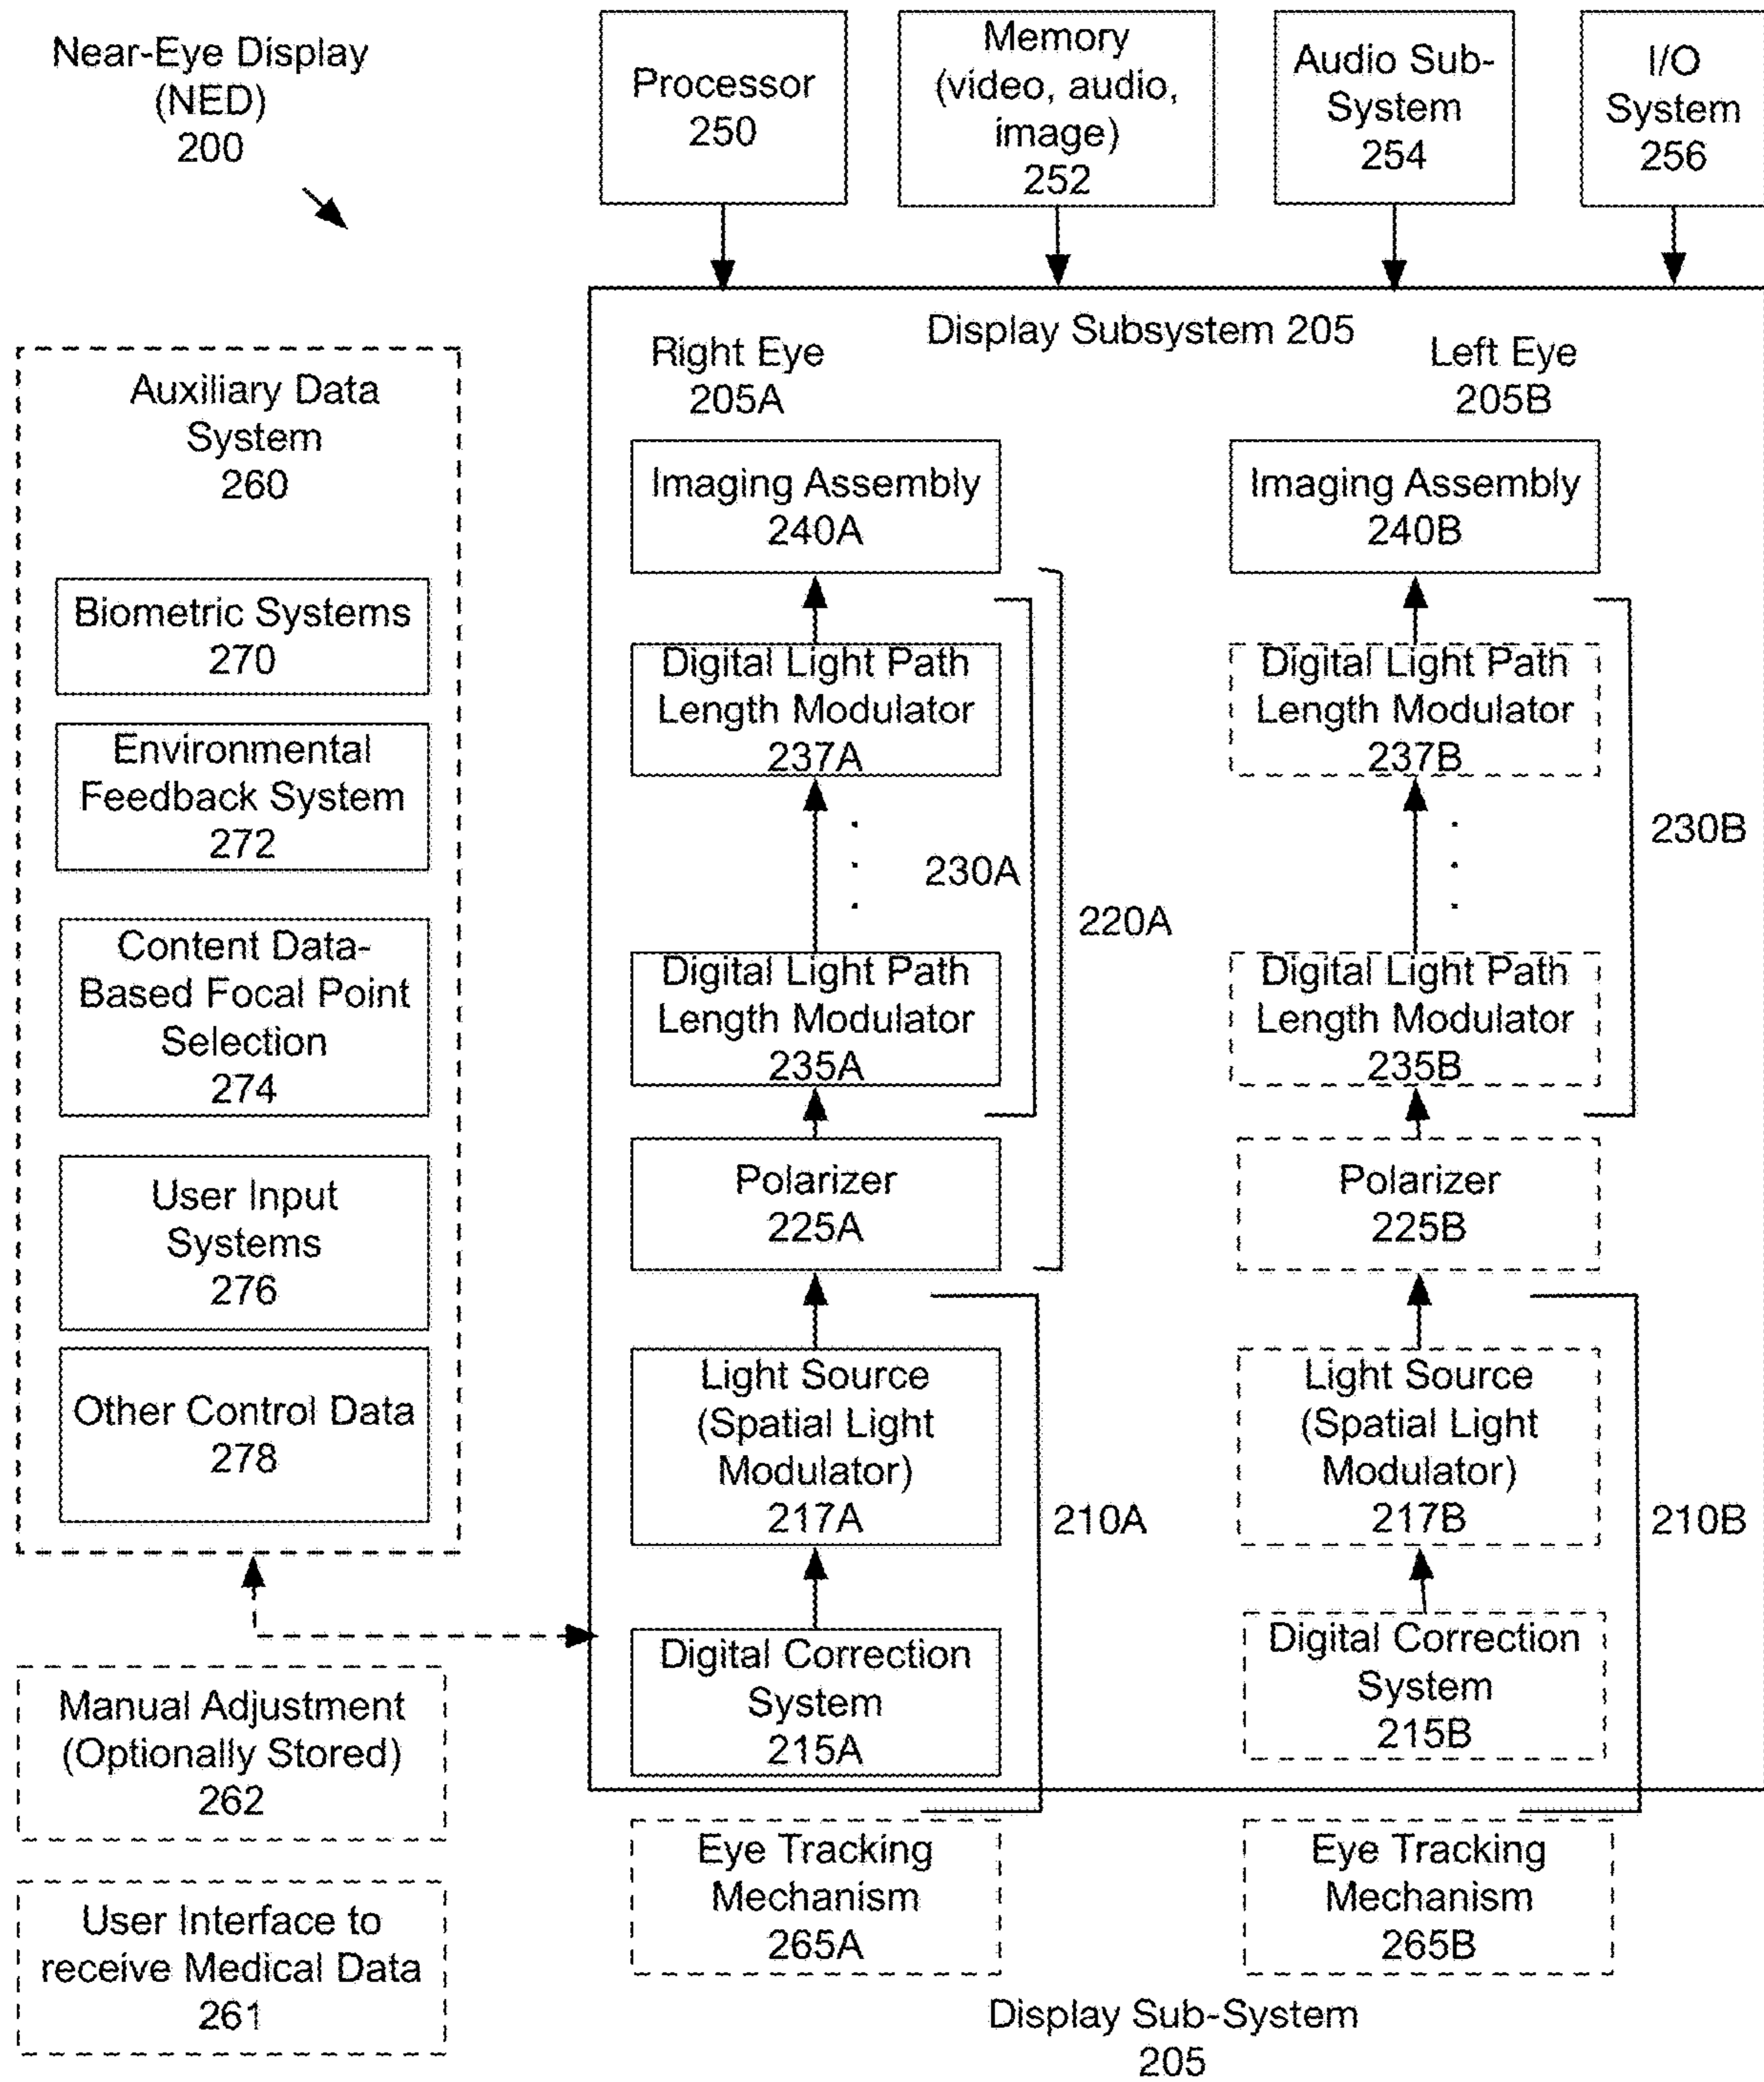 Near-Eye Display
(NED)
200
Processor
250
Memory
(video, audio,
image)
252
Audio Sub-
System
254
I/O
System
256
Auxiliary Data
System
260
Biometric Systems
270
Environmental
Feedback System
272
Content Data-
Based Focal Point
Selection
274
User Input
Systems
276
Other Control Data
278
Manual Adjustment
(Optionally Stored)
262
User Interface to
receive Medical Data
261
Display Subsystem 205
Right Eye
205A
Imaging Assembly
240A
Digital Light Path
Length Modulator
237A
230A
220A
Digital Light Path
Length Modulator
235A
Polarizer
225A
Light Source
(Spatial Light
Modulator)
217A
210A
Digital Correction
System
215A
Eye Tracking
Mechanism
265A
Left Eye
205B
Imaging Assembly
240B
Digital Light Path
Length Modulator
237B
230B
Digital Light Path
Length Modulator
235B
Polarizer
225B
Light Source
(Spatial Light
Modulator)
217B
210B
Digital Correction
System
215B
Eye Tracking
Mechanism
265B
Display Sub-System
205